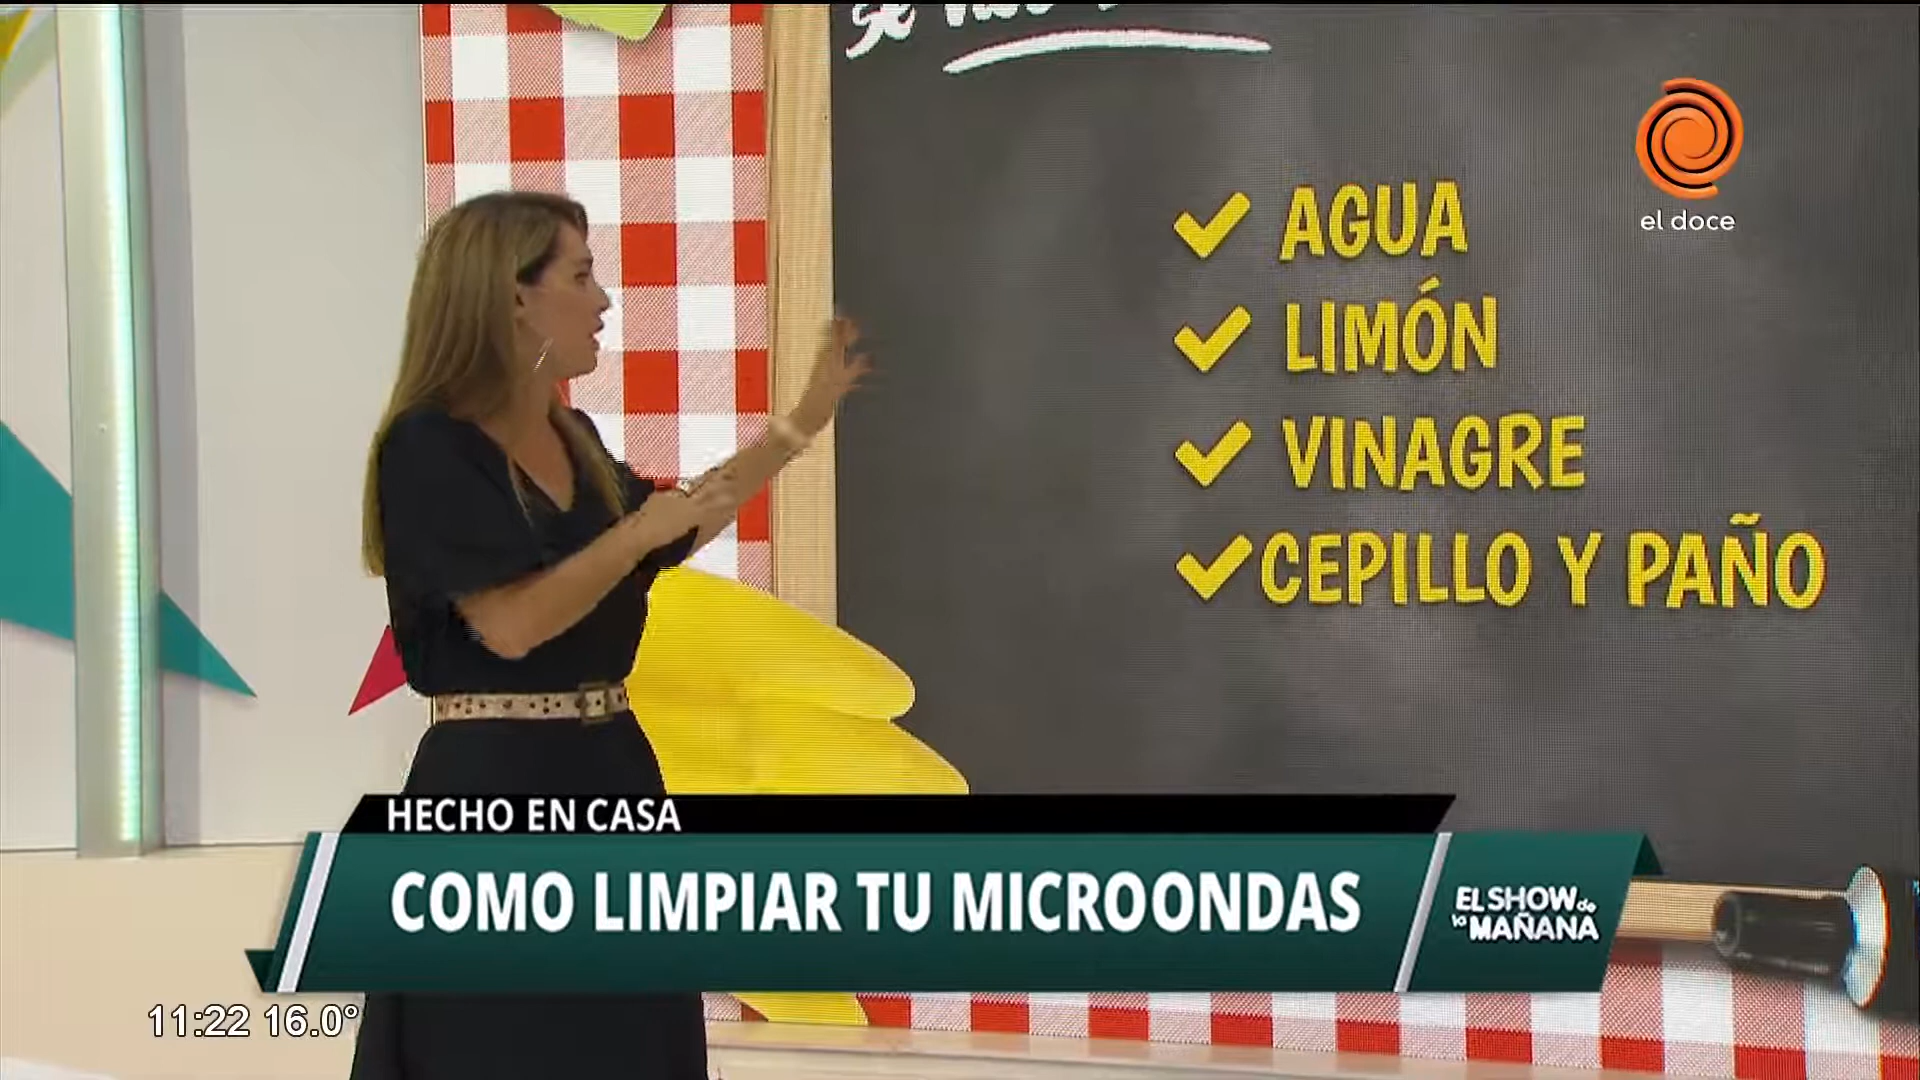 el doce
AGUA
LIMÓN
VINAGRE
CEPILLO Y PAÑO
HECHO EN CASA
COMO LIMPIAR TU MICROONDAS
EL SHOW de
la MAÑANA
11:22 16.0°